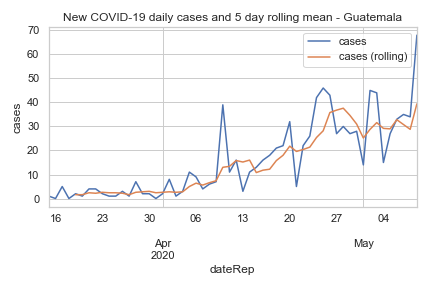 New COVID-19 daily cases and 5 day rolling mean - Guatemala
cases
cases (rolling)
70
60
50
40
30
20
10
0
cases
16 23 30 06 13 20 27 04
Apr May
2020
dateRep